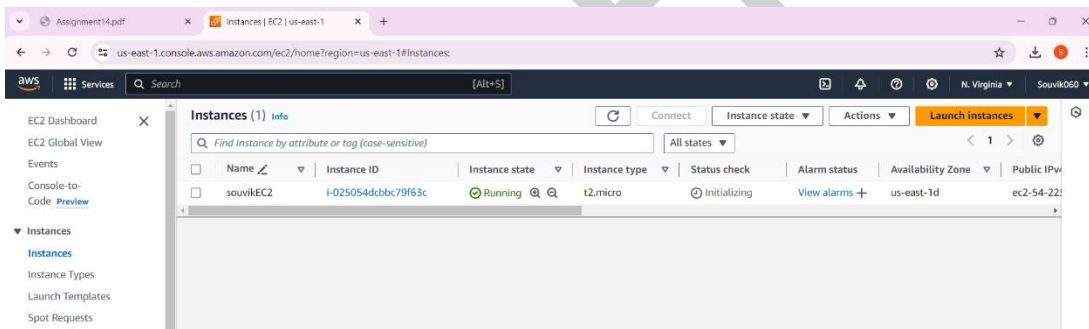 Assignment14.pdf
Instances | EC2 | us-east-1
us-east-1.console.aws.amazon.com/ec2/home?region=us-east-1#Instances:
S
aws Services Search [Alt+S] N. Virginia Souvik060
EC2 Dashboard
EC2 Global View
Events
Console-to-
Code Preview
Instances
Instances
Instance Types
Launch Templates
Spot Requests
Instances (1) Info Connect Instance state Actions Launch instances
Find Instance by attribute or tag (case-sensitive) All states 1
Name Instance ID Instance state Instance type Status check Alarm status Availability Zone Public IPv4
souvikEC2 i-025054dcbbc79f63c Running t2.micro Initializing View alarms + us-east-1d ec2-54-225